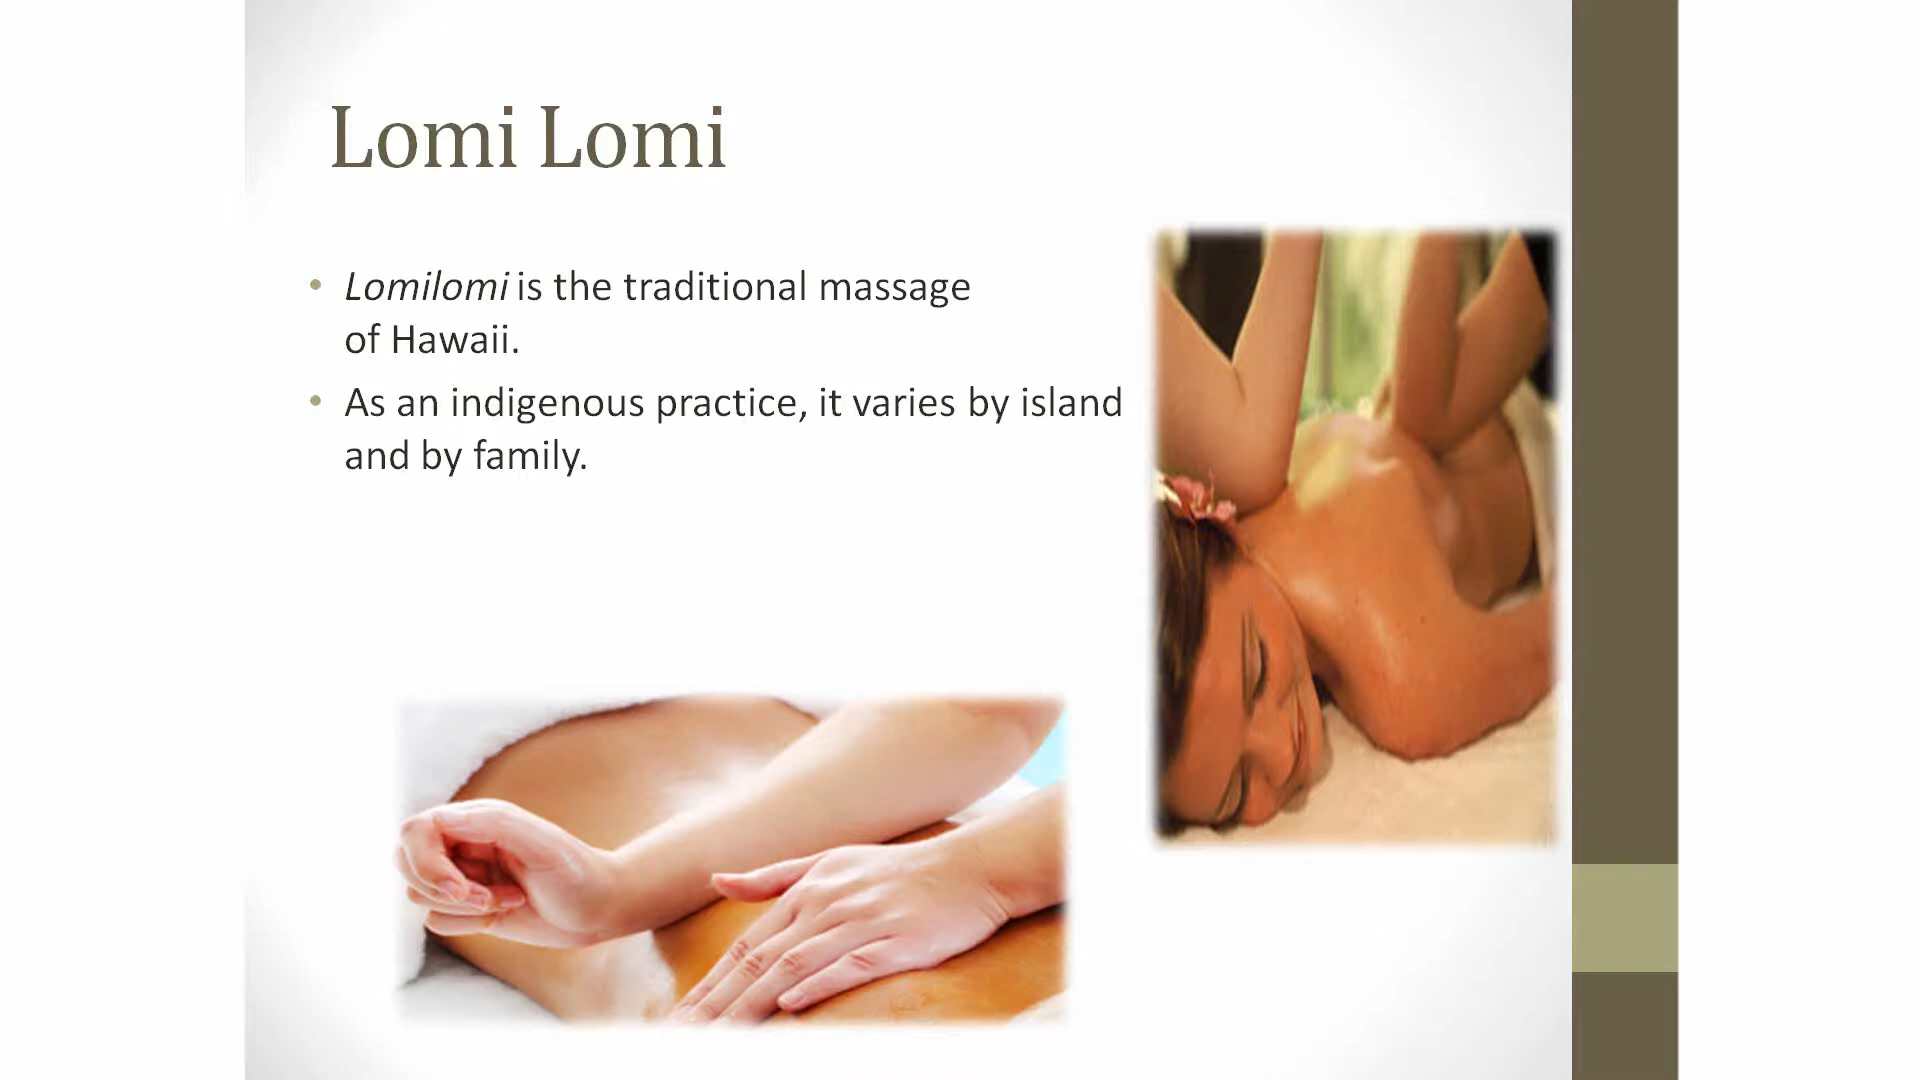 Lomi Lomi
• Lomilomi is the traditional massage
of Hawaii.
• As an indigenous practice, it varies by island
and by family.